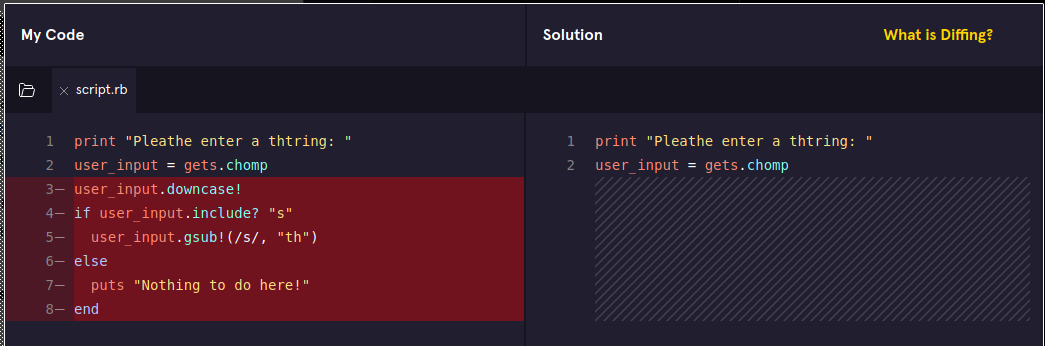 My Code
Solution
What is Diffing?
script.rb
1 print "Pleathe enter a thtring: "
2 user_input = gets.chomp
3— user_input.downcase!
4— if user_input.include? "s"
5—   user_input.gsub!(/s/, "th")
6— else
7—   puts "Nothing to do here!"
8— end
1 print "Pleathe enter a thtring: "
2 user_input = gets.chomp